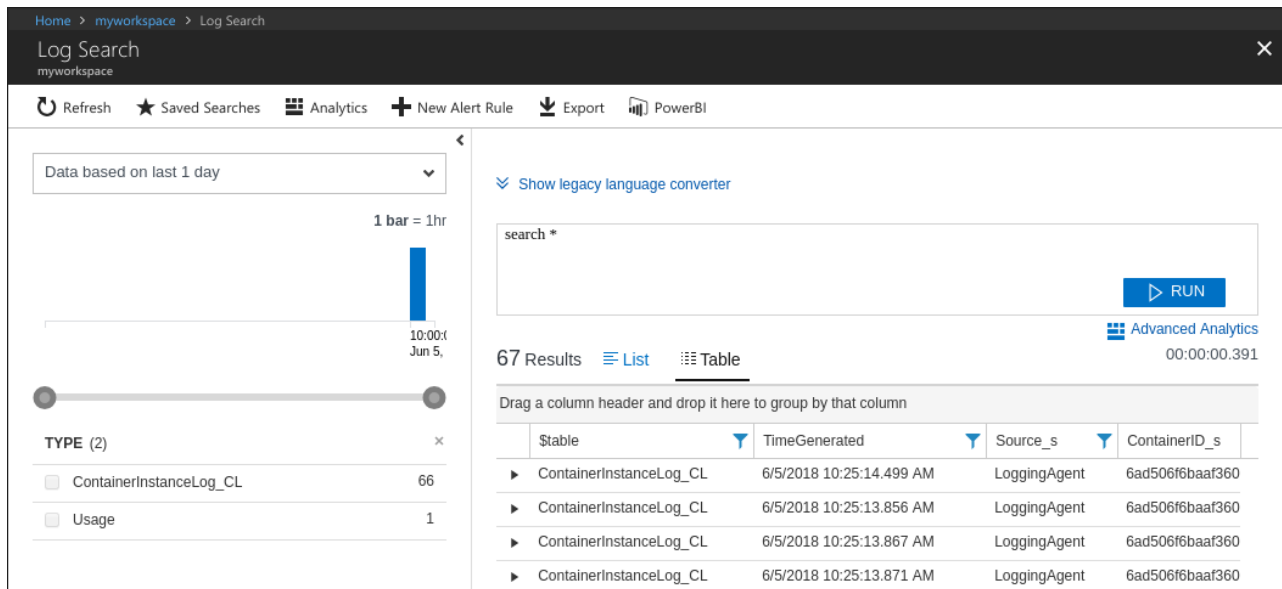 Home > myworkspace > Log Search
Log Search
myworkspace
Refresh Saved Searches Analytics New Alert Rule Export PowerBI
Data based on last 1 day
1 bar = 1hr
10:00:0
Jun 5,
TYPE (2)
ContainerInstanceLog_CL 66
Usage 1
Show legacy language converter
search *
RUN
Advanced Analytics
67 Results List Table
00:00:00.391
Drag a column header and drop it here to group by that column
$table TimeGenerated Source_s ContainerID_s
ContainerInstanceLog_CL 6/5/2018 10:25:14.499 AM LoggingAgent 6ad506f6baaf360
ContainerInstanceLog_CL 6/5/2018 10:25:13.856 AM LoggingAgent 6ad506f6baaf360
ContainerInstanceLog_CL 6/5/2018 10:25:13.867 AM LoggingAgent 6ad506f6baaf360
ContainerInstanceLog_CL 6/5/2018 10:25:13.871 AM LoggingAgent 6ad506f6baaf360